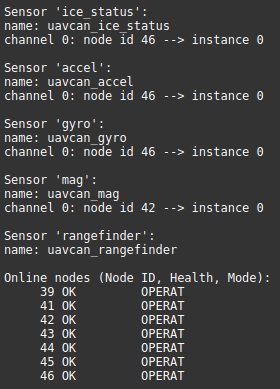 Sensor 'ice_status':
name: uavcan_ice_status
channel 0: node id 46 --> instance 0

Sensor 'accel':
name: uavcan_accel
channel 0: node id 46 --> instance 0

Sensor 'gyro':
name: uavcan_gyro
channel 0: node id 46 --> instance 0

Sensor 'mag':
name: uavcan_mag
channel 0: node id 42 --> instance 0

Sensor 'rangefinder':
name: uavcan_rangefinder

Online nodes (Node ID, Health, Mode):
39 OK OPERAT
41 OK OPERAT
42 OK OPERAT
43 OK OPERAT
44 OK OPERAT
45 OK OPERAT
46 OK OPERAT